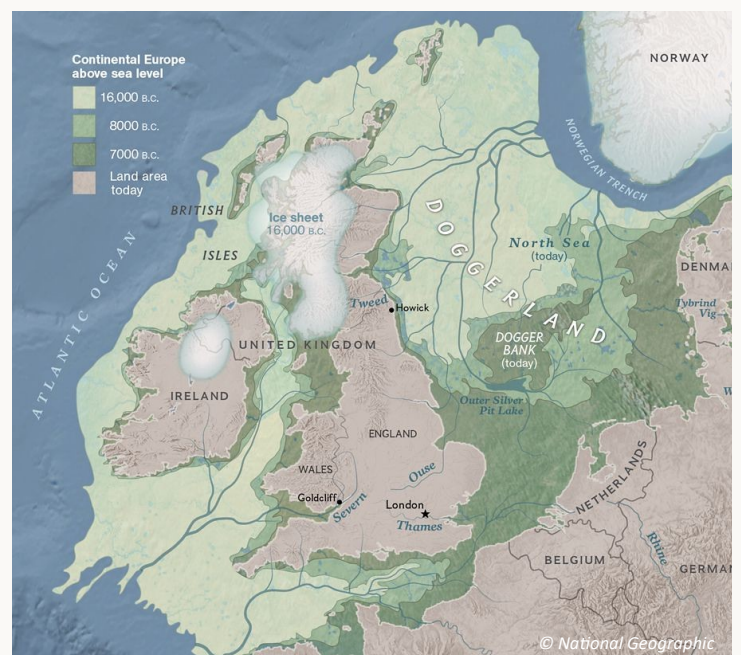 Continental Europe
above sea level
16,000 B.C.
8000 B.C.
7000 B.C.
Land area
today
NORWAY
NORWEGIAN TRENCH
BRITISH
ISLES
ATLANTIC OCEAN
Ice sheet
16,000 B.C.
DOGGERLAND
North Sea
(today)
DENMA
Tybrind
Vig
Tweed
Howick
DOGGER
BANK
(today)
UNITED KINGDOM
IRELAND
Outer Silver
Pit Lake
W
ENGLAND
WALES
Ouse
NETHERLANDS
Goldcliff
Severn
London
Thames
Rhine
BELGIUM
GERMAN
© National Geographic